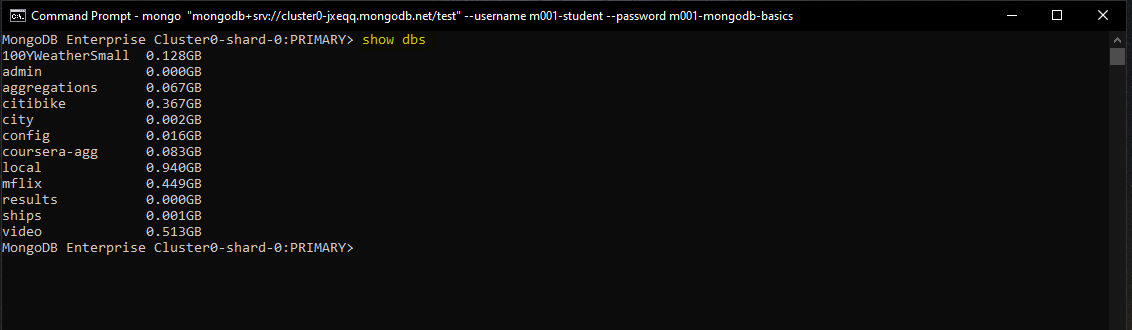 Command Prompt - mongo "mongodb+srv://cluster0-jxeqq.mongodb.net/test" --username m001-student --password m001-mongodb-basics
MongoDB Enterprise Cluster0-shard-0:PRIMARY> show dbs
100YWeatherSmall  0.128GB
admin             0.000GB
aggregations      0.067GB
citibike          0.367GB
city              0.002GB
config            0.016GB
coursera-agg      0.083GB
local             0.940GB
mflix             0.449GB
results           0.000GB
ships             0.001GB
video             0.513GB
MongoDB Enterprise Cluster0-shard-0:PRIMARY>